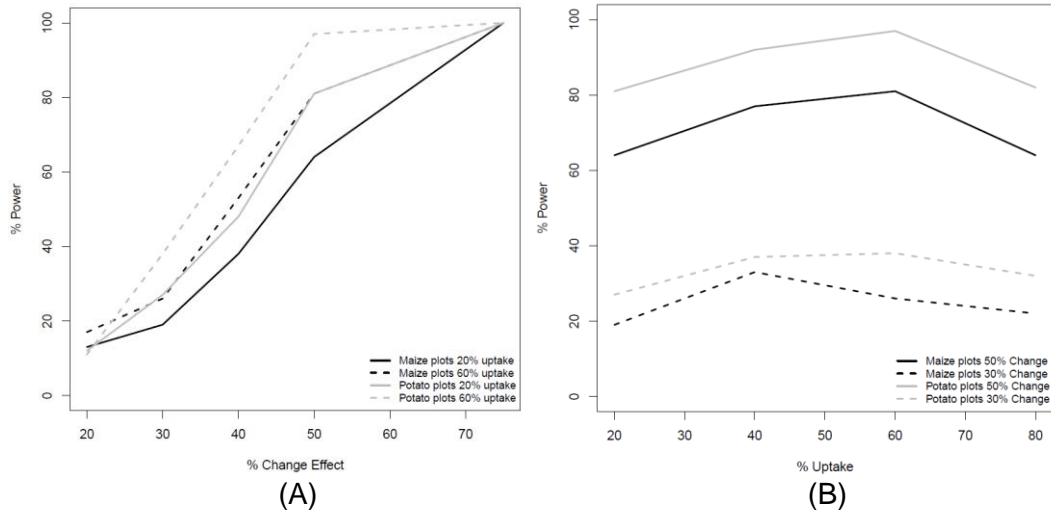 100
80
60
40
20
0
% Power
Maize plots 20% uptake
Maize plots 60% uptake
Potato plots 20% uptake
Potato plots 60% uptake
20 30 40 50 60 70
% Change Effect
(A)
100
80
60
40
20
0
% Power
Maize plots 50% Change
Maize plots 30% Change
Potato plots 50% Change
Potato plots 30% Change
20 30 40 50 60 70 80
% Uptake
(B)